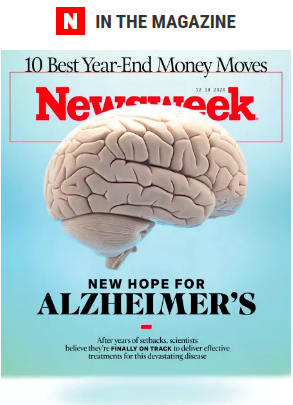 N IN THE MAGAZINE
10 Best Year-End Money Moves
Newsweek
NEW HOPE FOR
ALZHEIMER'S
After years of setbacks, scientists
believe they're FINALLY ON TRACK to deliver effective
treatments for this devastating disease